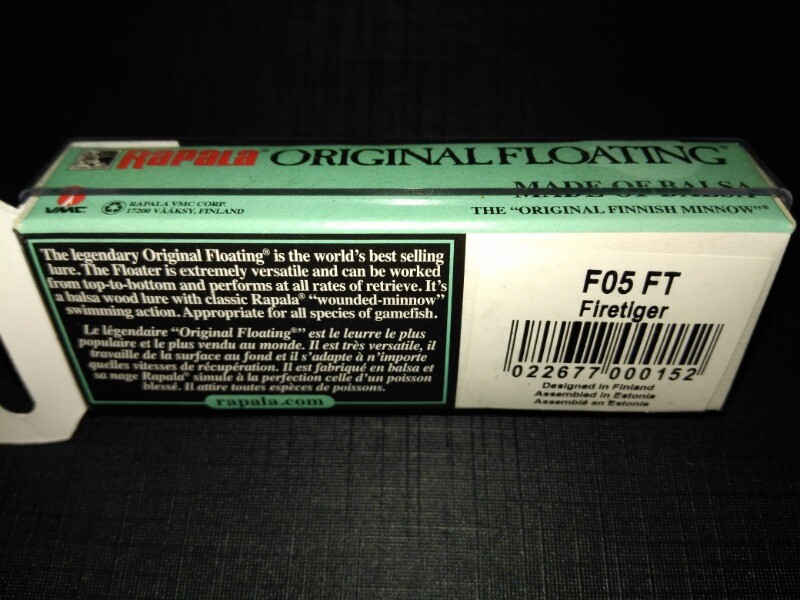 Rapala® ORIGINAL FLOATING®
MADE OF BALSA
VMC RAPALA VMC CORP.
17200 VÄÄKSY, FINLAND
THE "ORIGINAL FINNISH MINNOW"®
The legendary Original Floating® is the world's best selling
lure. The Floater is extremely versatile and can be worked
from top-to-bottom and performs at all rates of retrieve. It's
a balsa wood lure with classic Rapala® "wounded-minnow"
swimming action. Appropriate for all species of gamefish.
Le légendaire "Original Floating®" est le leurre le plus
populaire et le plus vendu au monde. Il est très versatile, il
travaille de la surface au fond et il s'adapte à n'importe
quelles vitesses de récupération. Il est fabriqué en balsa et
sa nage Rapala® simule à la perfection celle d'un poisson
blessé. Il attire toutes espèces de poissons.
rapala.com
F05 FT
Firetiger
022677 000152
Designed in Finland
Assembled in Estonia
Assemblé en Estonie